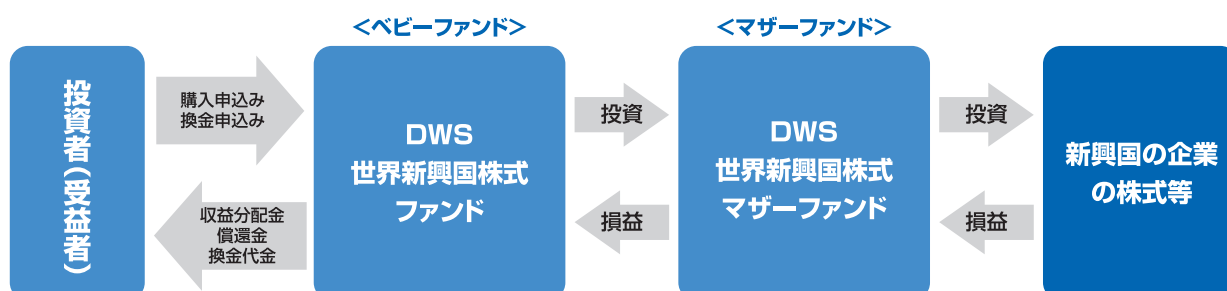 <ベビーファンド>
<マザーファンド>
投資者(受益者)
購入申込み
換金申込み
収益分配金
償還金
換金代金
DWS
世界新興国株式
ファンド
投資
損益
DWS
世界新興国株式
マザーファンド
投資
損益
新興国の企業
の株式等